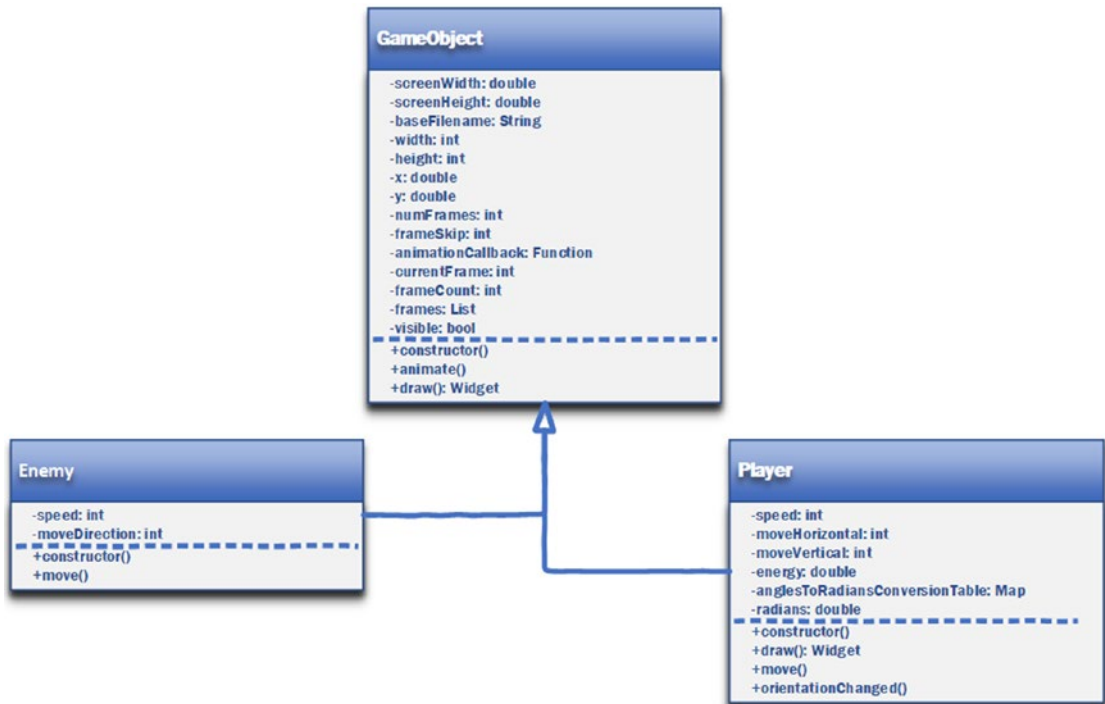 GameObject
-screenWidth: double
-screenHeight: double
-baseFilename: String
-width: int
-height: int
-x: double
-y: double
-numFrames: int
-frameSkip: int
-animationCallback: Function
-currentFrame: int
-frameCount: int
-frames: List
-visible: bool
+constructor()
+animate()
+draw(): Widget
Enemy
-speed: int
-moveDirection: int
+constructor()
+move()
Player
-speed: int
-moveHorizontal: int
-moveVertical: int
-energy: double
-anglesToRadiansConversionTable: Map
-radians: double
+constructor()
+draw(): Widget
+move()
+orientationChanged()